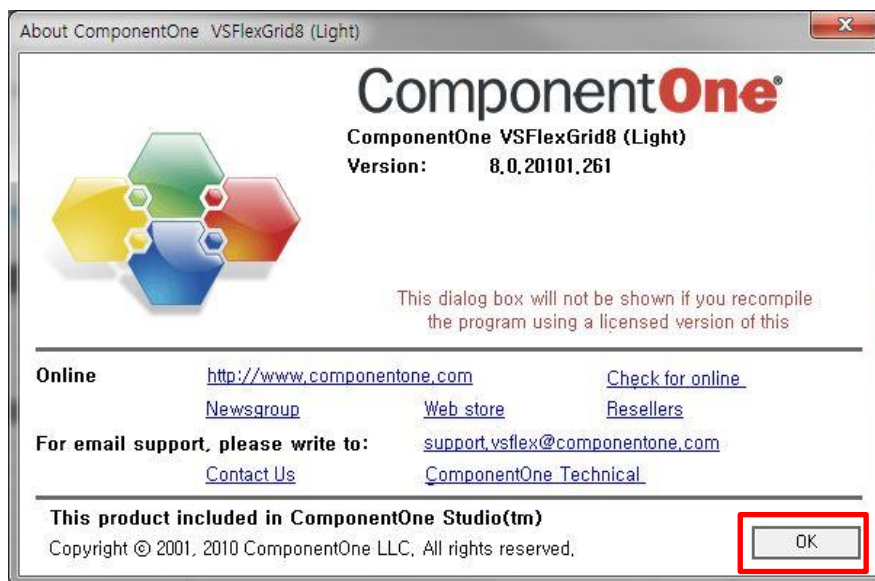 About ComponentOne VSFlexGrid8 (Light)
ComponentOne®
ComponentOne VSFlexGrid8 (Light)
Version: 8.0.20101.261
This dialog box will not be shown if you recompile
the program using a licensed version of this
Online http://www.componentone.com Check for online
Newsgroup Web store Resellers
For email support, please write to: support.vsflex@componentone.com
Contact Us ComponentOne Technical
This product included in ComponentOne Studio(tm)
Copyright © 2001, 2010 ComponentOne LLC. All rights reserved.
OK